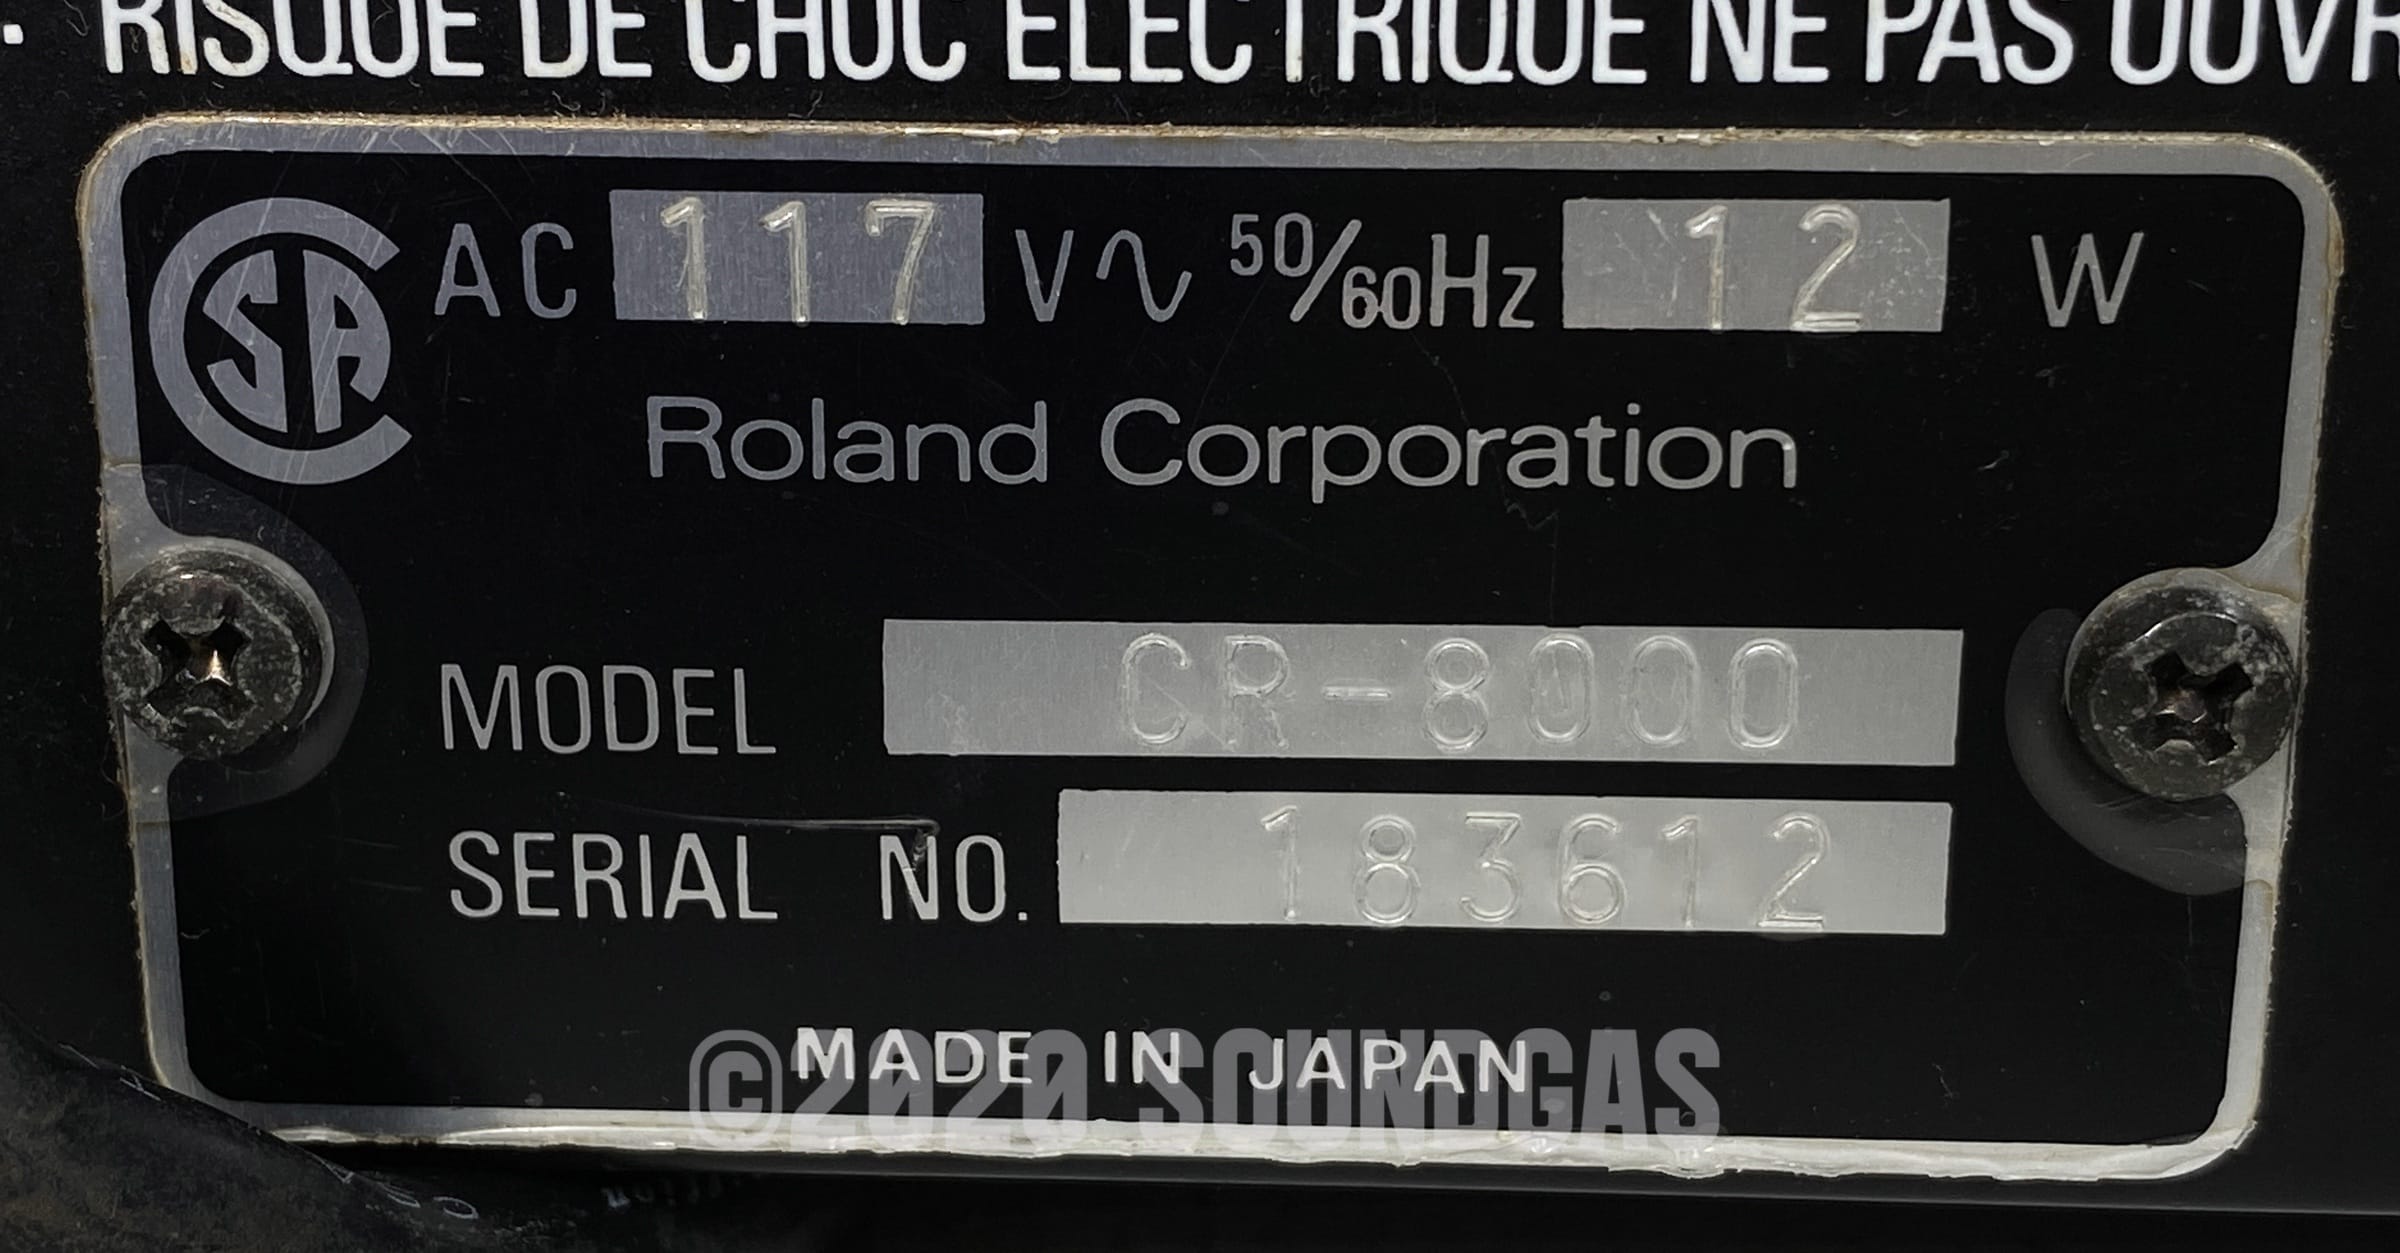 . RISQUE DE CHOC ELECTRIQUE NE PAS OUVR
CSA AC 117 V∿ 50/60Hz 12 W
Roland Corporation
MODEL CR-8000
SERIAL NO. 183612
MADE IN JAPAN
©2020 SOUNDGAS